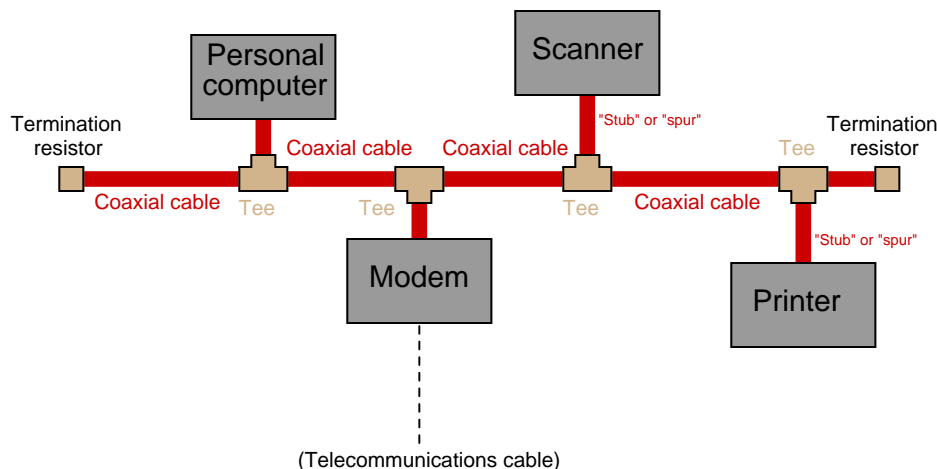 Personal
computer
Scanner
Termination
resistor
Coaxial cable
Coaxial cable
"Stub" or "spur"
Tee
Termination
resistor
Coaxial cable
Tee
Tee
Tee
Coaxial cable
"Stub" or "spur"
Modem
Printer
(Telecommunications cable)